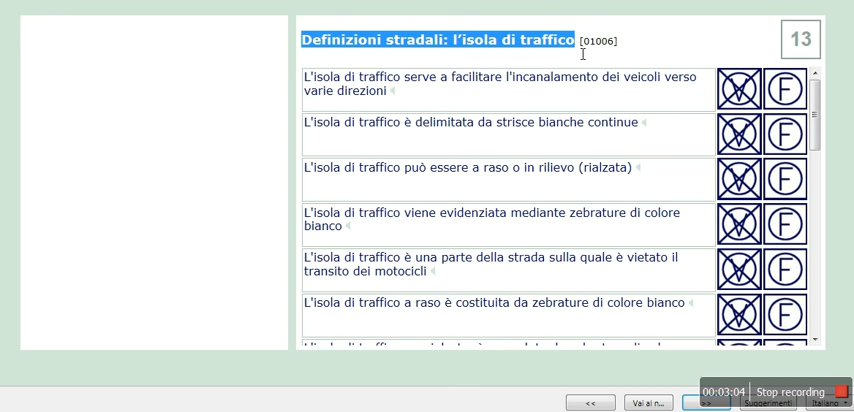 Definizioni stradali: l’isola di traffico [01006]
13
L'isola di traffico serve a facilitare l'incanalamento dei veicoli verso
varie direzioni
V F
L'isola di traffico è delimitata da strisce bianche continue
V F
L'isola di traffico può essere a raso o in rilievo (rialzata)
V F
L'isola di traffico viene evidenziata mediante zebrature di colore
bianco
V F
L'isola di traffico è una parte della strada sulla quale è vietato il
transito dei motocicli
V F
L'isola di traffico a raso è costituita da zebrature di colore bianco
V F
00:03:04 Stop recording
<< Vai al n... >> Suggerimenti Italiano